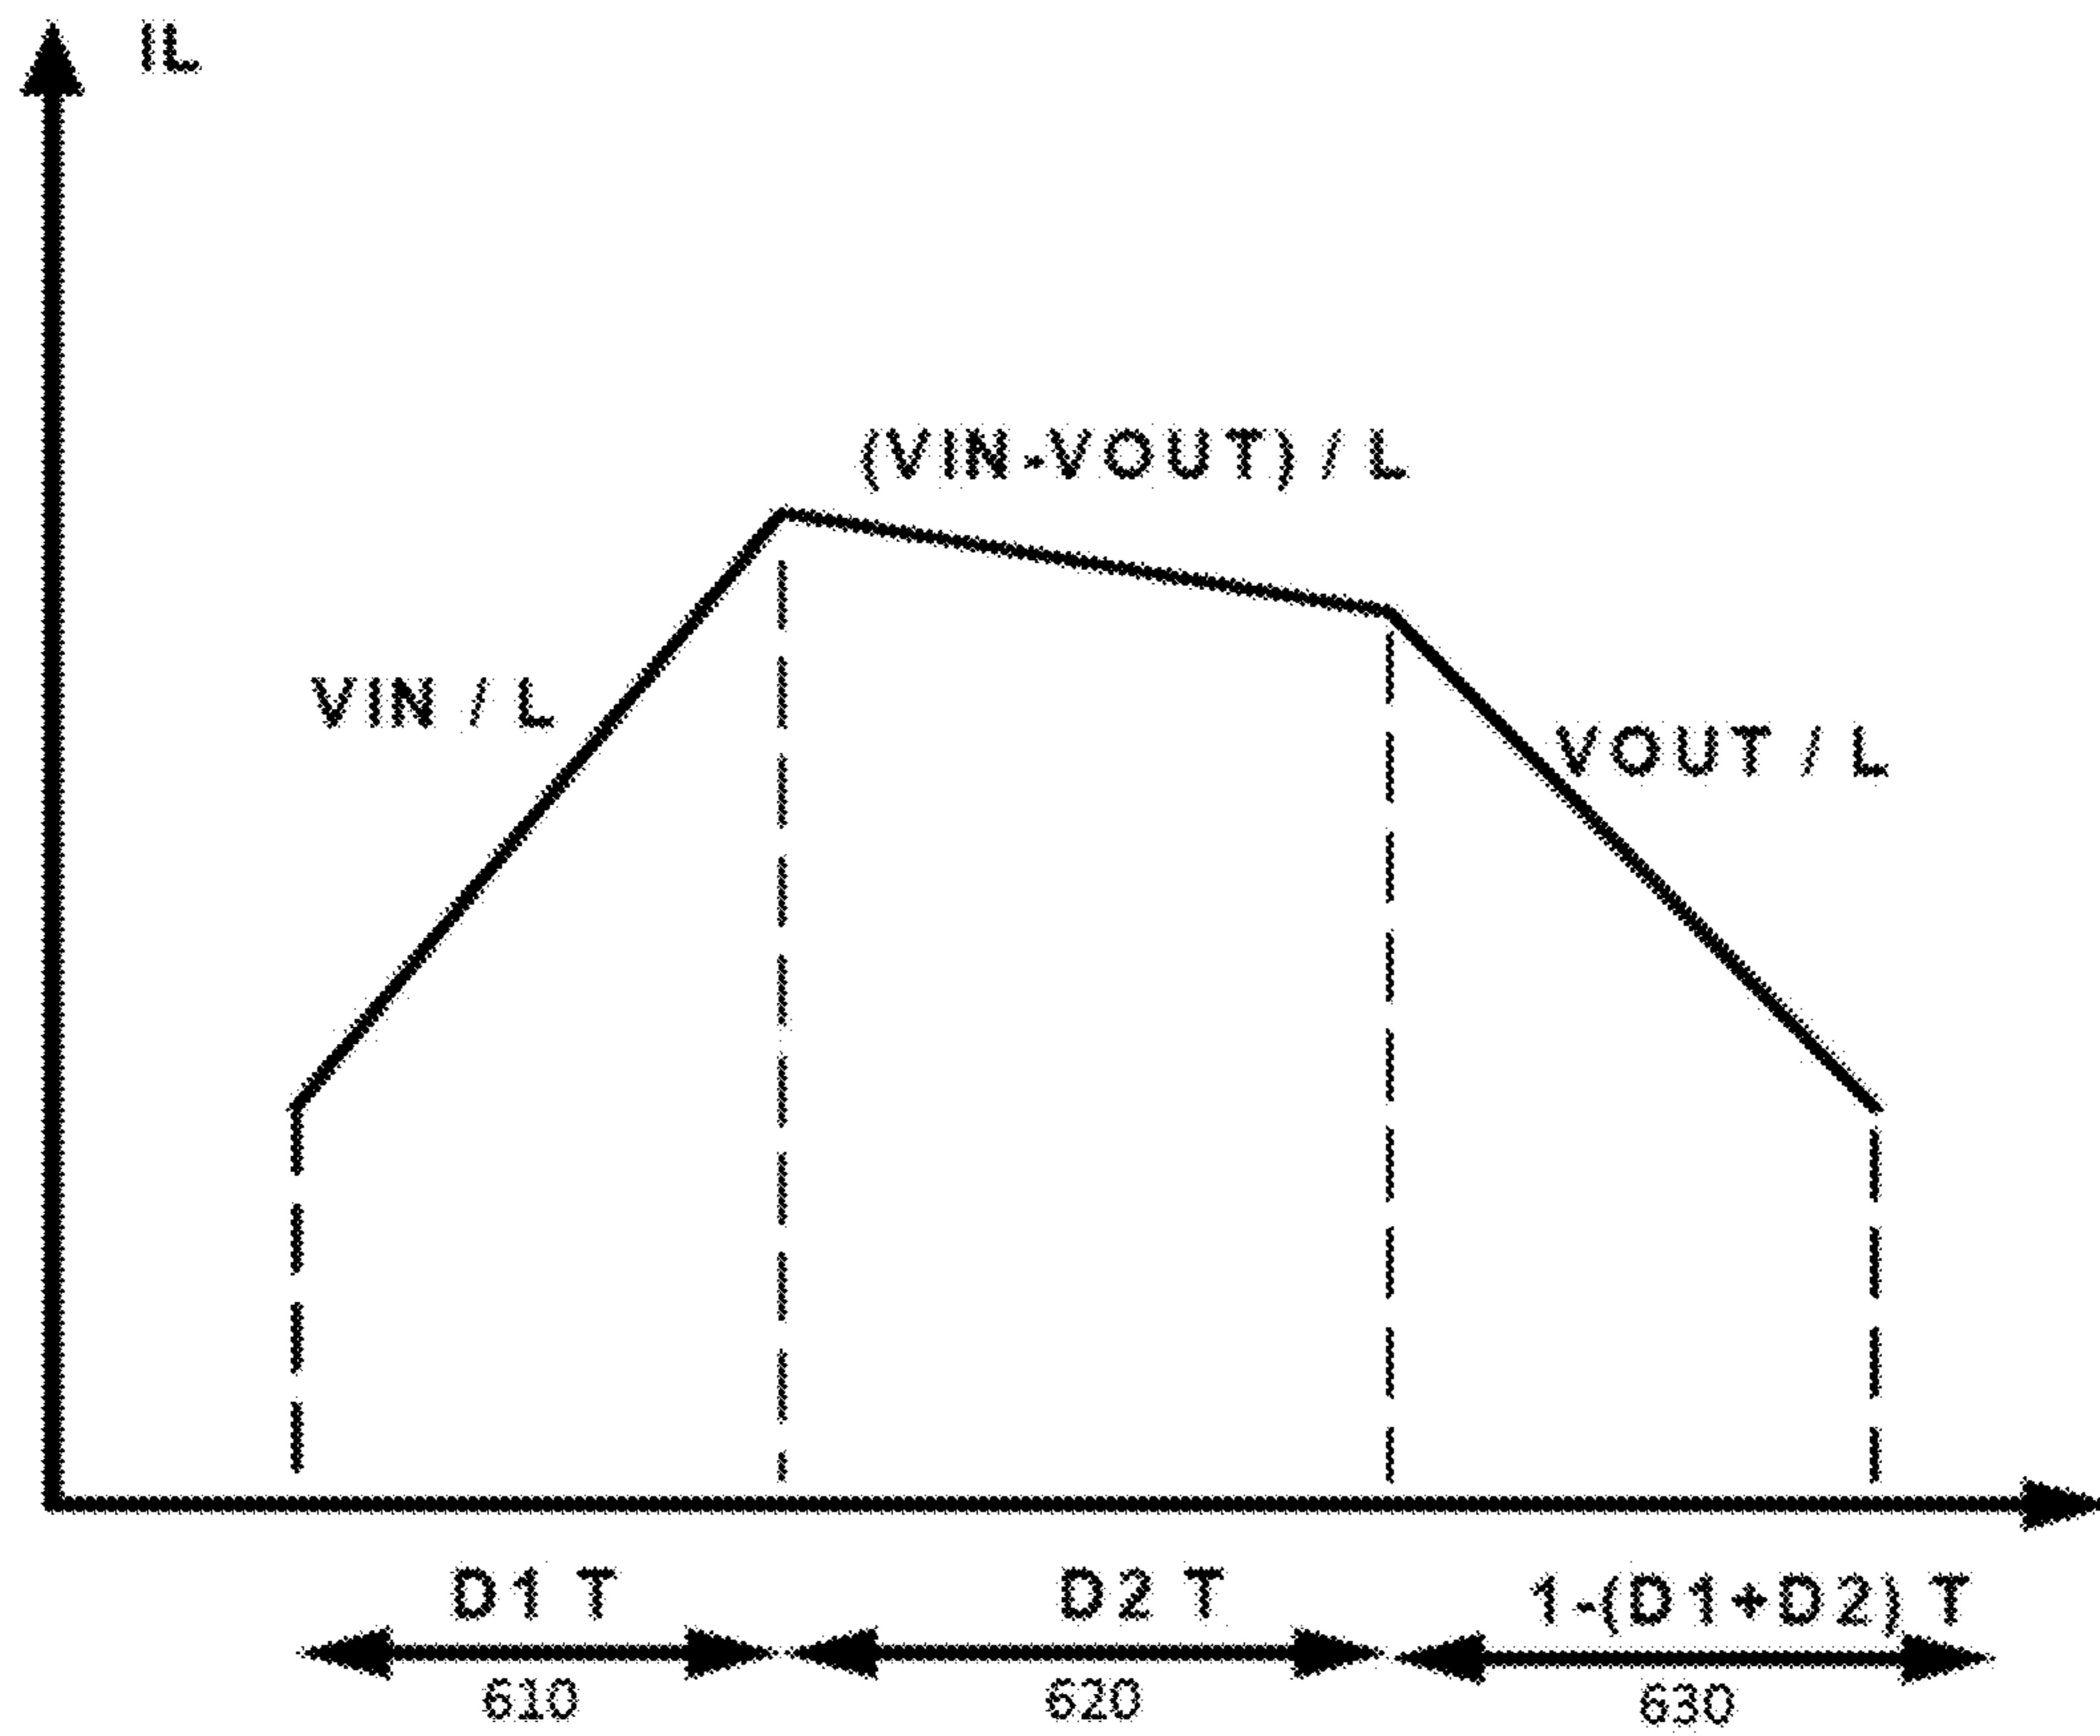 IL
(VIN-VOUT) / L
VIN / L
VOUT / L
D1 T
D2 T
1-(D1+D2) T
610
620
630